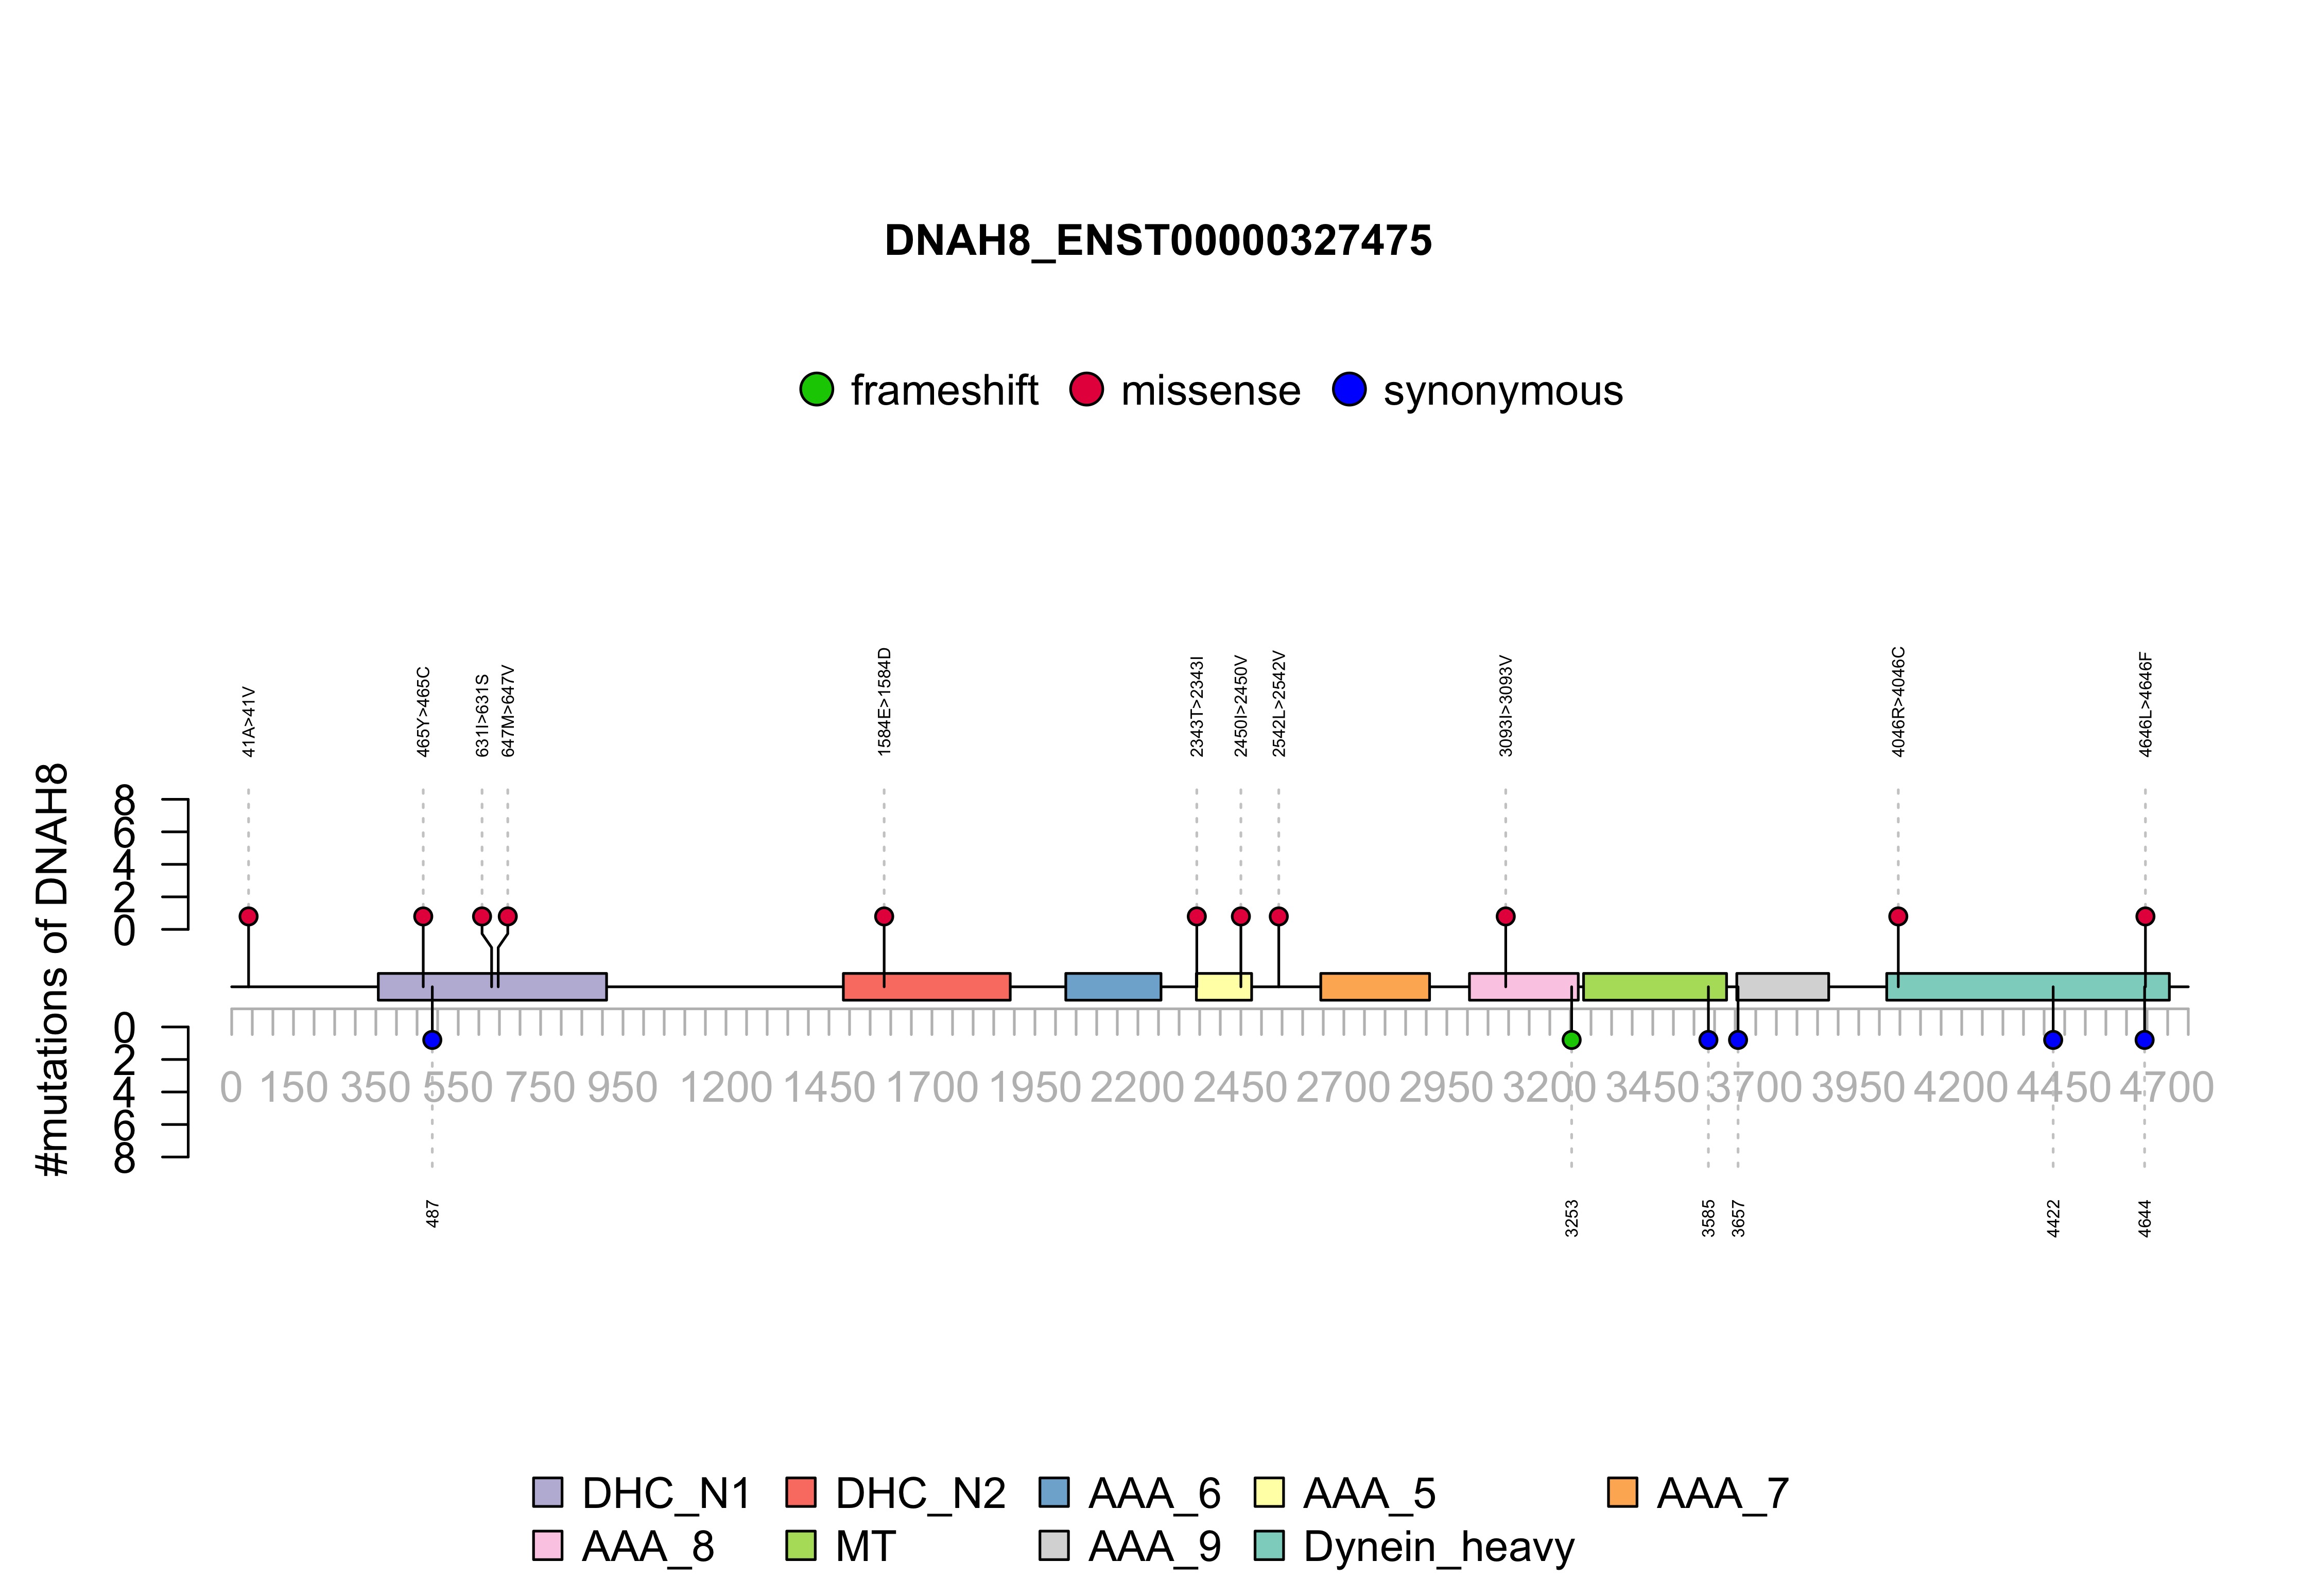 DNAH8_ENST00000327475
frameshift missense synonymous
41A>41V 465Y>465C 631I>631S 647M>647V 1584E>1584D 2343T>2343I 2450I>2450V 2542L>2542V 3093I>3093V 4046R>4046C 4646L>4646F
#mutations of DNAH8
8
6
4
2
0
0
2
4
6
8
0 150 350 550 750 950 1200 1450 1700 1950 2200 2450 2700 2950 3200 3450 3700 3950 4200 4450 4700
487 3253 3585 3657 4422 4644
DHC_N1 DHC_N2 AAA_6 AAA_5 AAA_7
AAA_8 MT AAA_9 Dynein_heavy